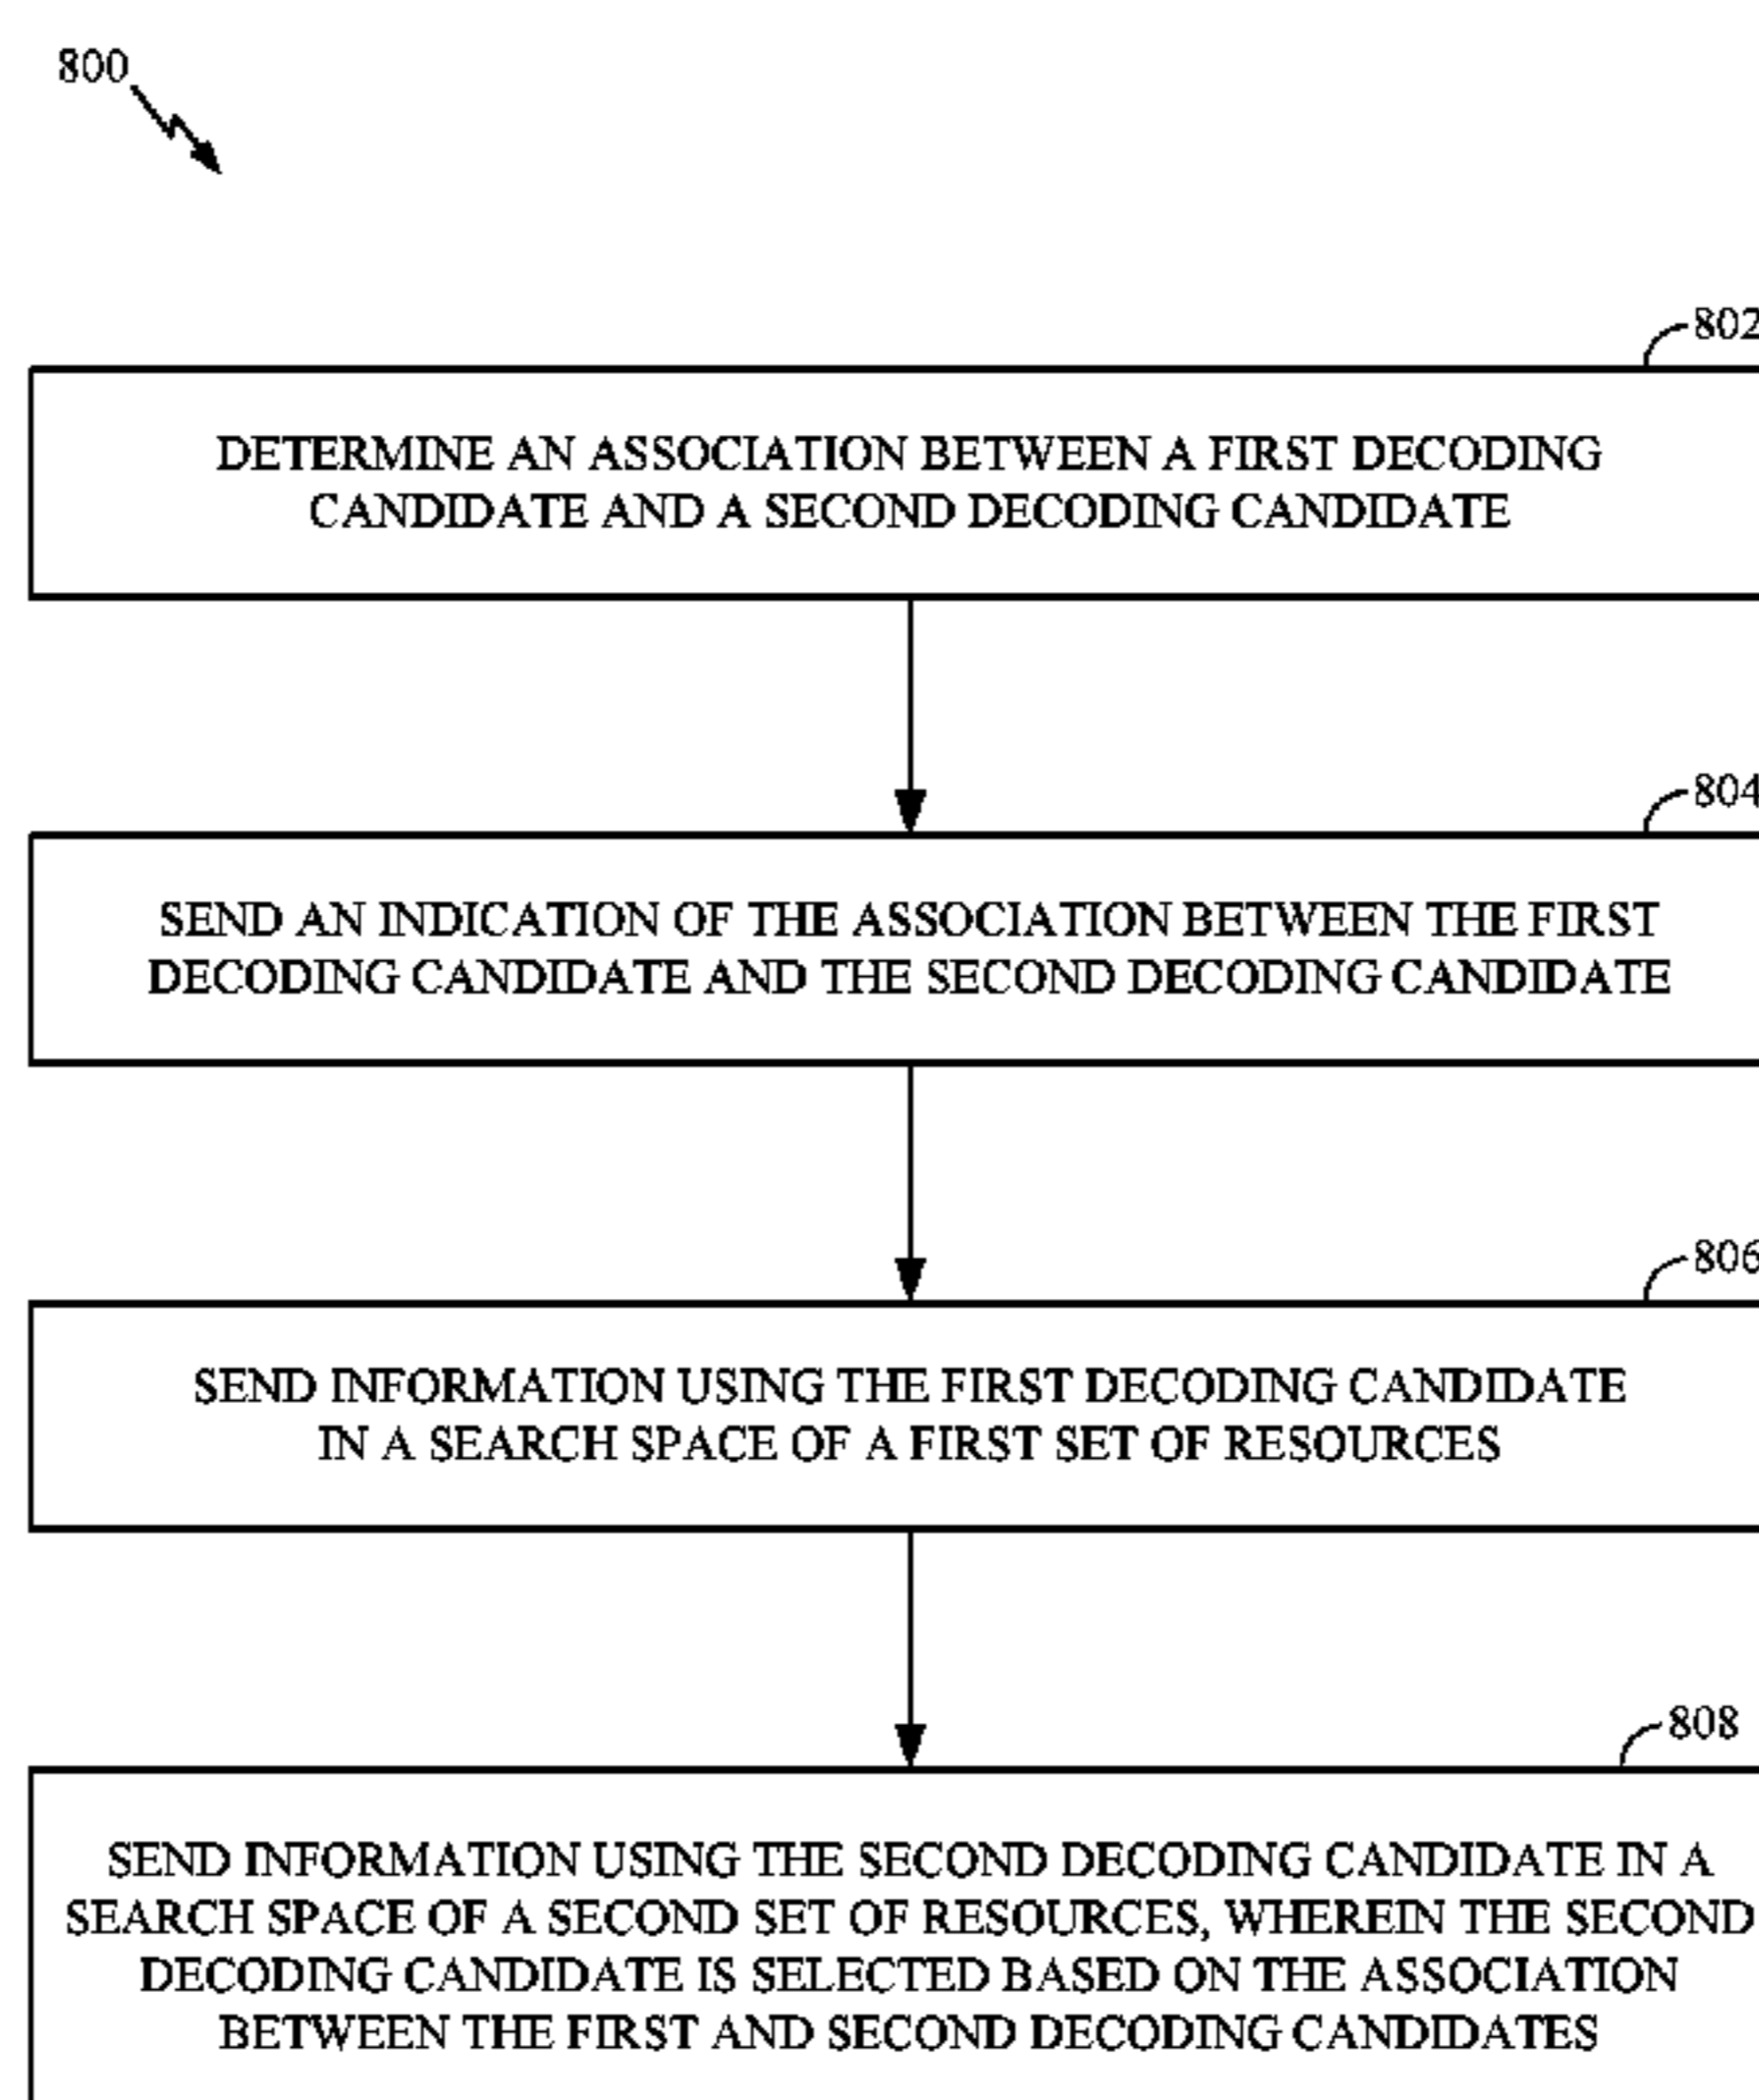 800
802
DETERMINE AN ASSOCIATION BETWEEN A FIRST DECODING
CANDIDATE AND A SECOND DECODING CANDIDATE
804
SEND AN INDICATION OF THE ASSOCIATION BETWEEN THE FIRST
DECODING CANDIDATE AND THE SECOND DECODING CANDIDATE
806
SEND INFORMATION USING THE FIRST DECODING CANDIDATE
IN A SEARCH SPACE OF A FIRST SET OF RESOURCES
808
SEND INFORMATION USING THE SECOND DECODING CANDIDATE IN A
SEARCH SPACE OF A SECOND SET OF RESOURCES, WHEREIN THE SECOND
DECODING CANDIDATE IS SELECTED BASED ON THE ASSOCIATION
BETWEEN THE FIRST AND SECOND DECODING CANDIDATES